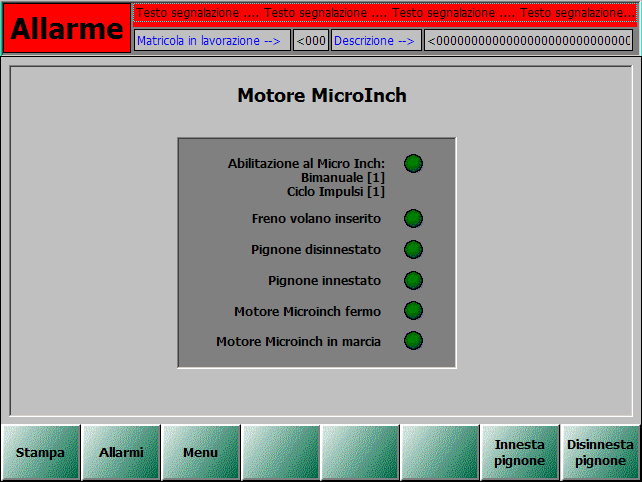 Allarme
Testo segnalazione .... Testo segnalazione .... Testo segnalazione .... Testo segnalazione...
Matricola in lavorazione --> <000 Descrizione --> <0000000000000000000000000000
Motore MicroInch
Abilitazione al Micro Inch:
Bimanuale [1]
Ciclo Impulsi [1]
Freno volano inserito
Pignone disinnestato
Pignone innestato
Motore Microinch fermo
Motore Microinch in marcia
Stampa
Allarmi
Menu
Innesta
pignone
Disinnesta
pignone